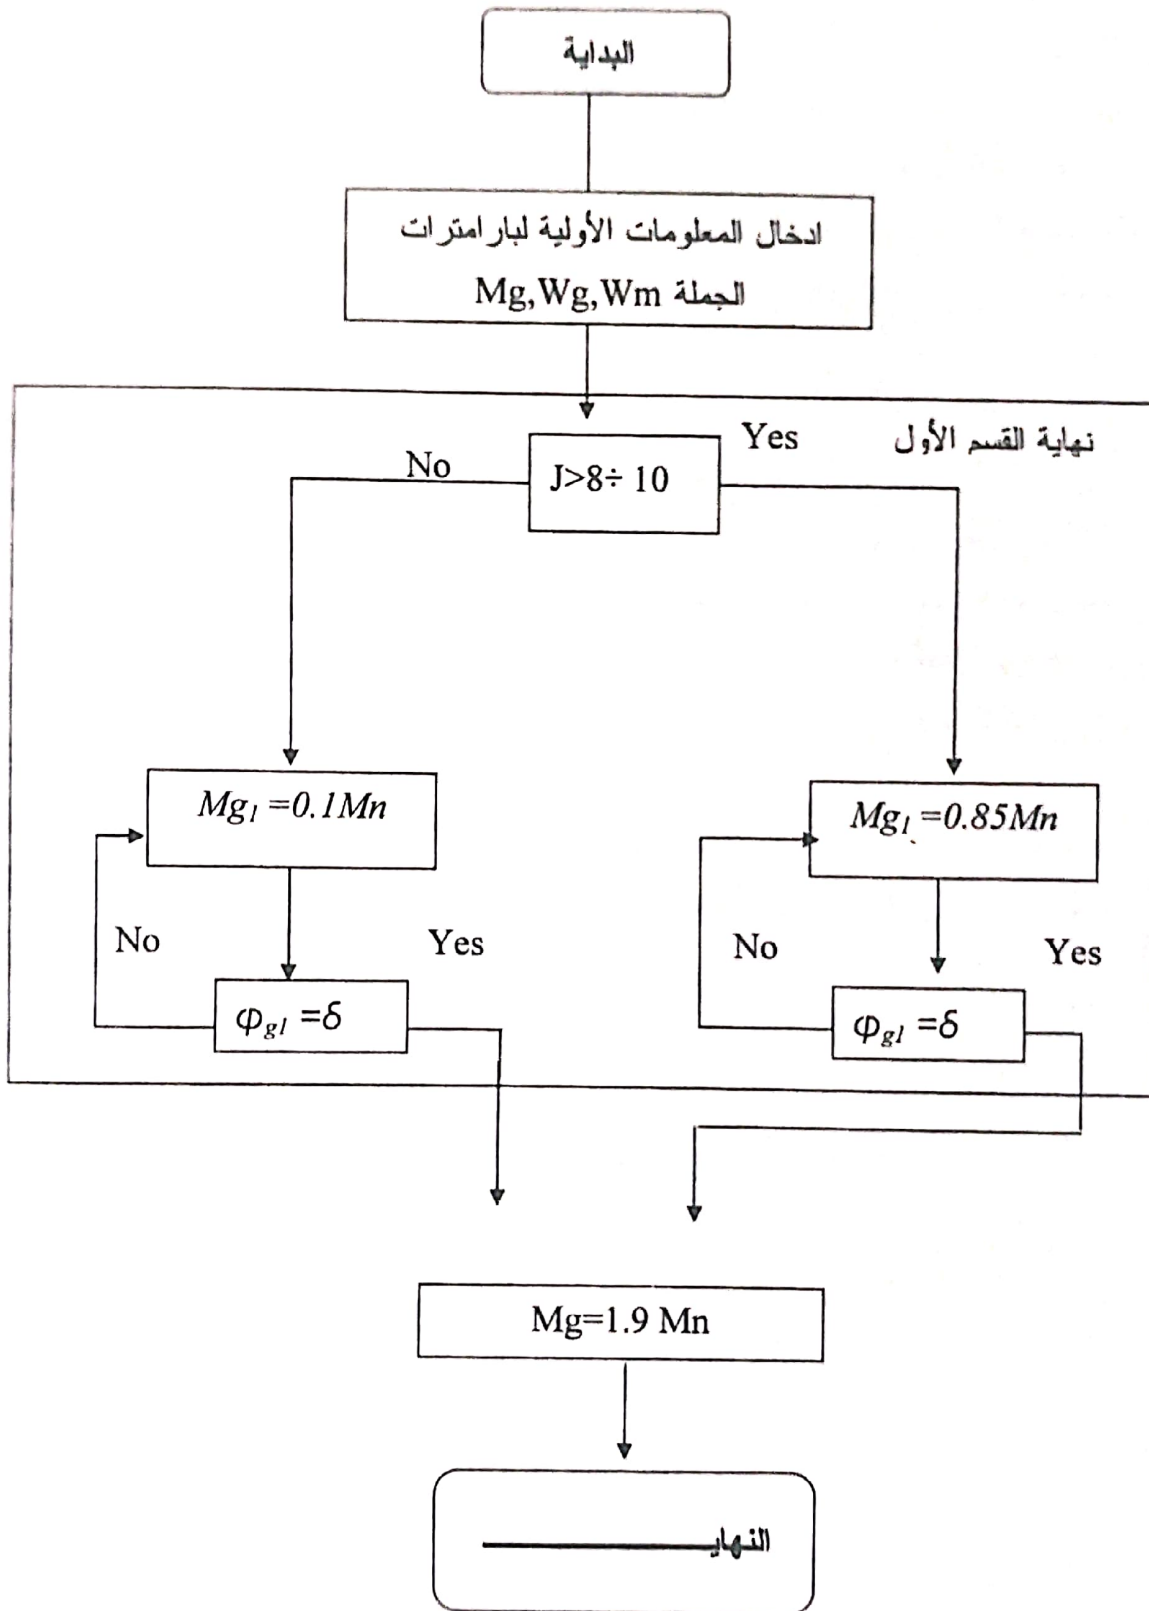 البداية
ادخال المعلومات الأولية لبارامترات
الجملة Mg,Wg,Wm
نهاية القسم الأول
Yes
No
J>8÷ 10
Mg₁ =0.1Mn
Mg₁ =0.85Mn
No
Yes
No
Yes
φg₁ =δ
φg₁ =δ
Mg=1.9 Mn
النهايـــــــــــــــ